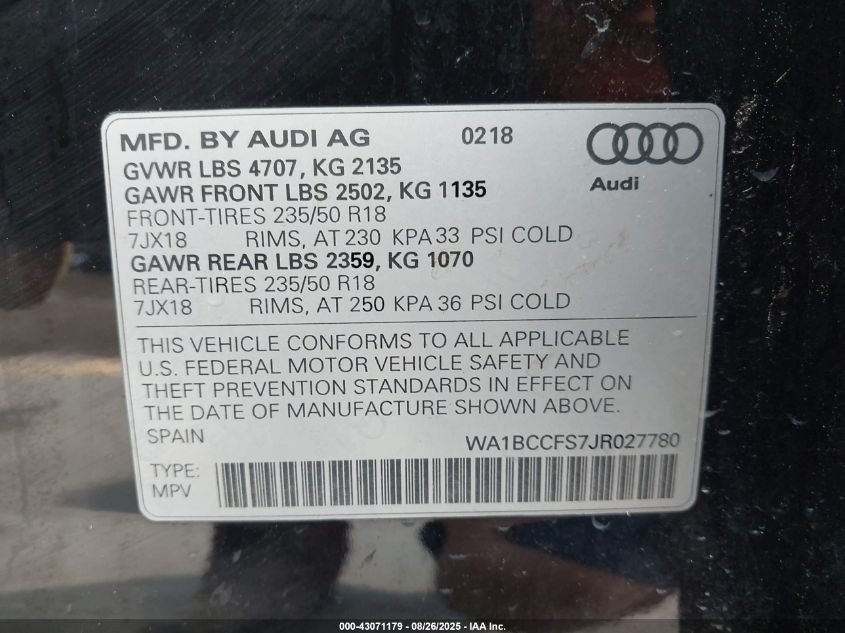 MFD. BY AUDI AG 0218
GVWR LBS 4707, KG 2135
GAWR FRONT LBS 2502, KG 1135
Audi
FRONT-TIRES 235/50 R18
7JX18 RIMS, AT 230 KPA 33 PSI COLD
GAWR REAR LBS 2359, KG 1070
REAR-TIRES 235/50 R18
7JX18 RIMS, AT 250 KPA 36 PSI COLD
THIS VEHICLE CONFORMS TO ALL APPLICABLE
U.S. FEDERAL MOTOR VEHICLE SAFETY AND
THEFT PREVENTION STANDARDS IN EFFECT ON
THE DATE OF MANUFACTURE SHOWN ABOVE.
SPAIN WA1BCCFS7JR027780
TYPE:
MPV
000-43071179 - 08/26/2025 - IAA Inc.